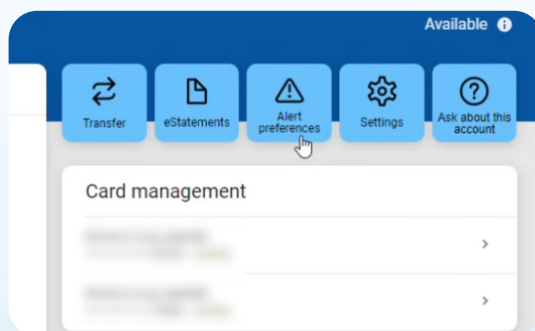 Available
Transfer
eStatements
Alert
preferences
Settings
Ask about this
account
Card management